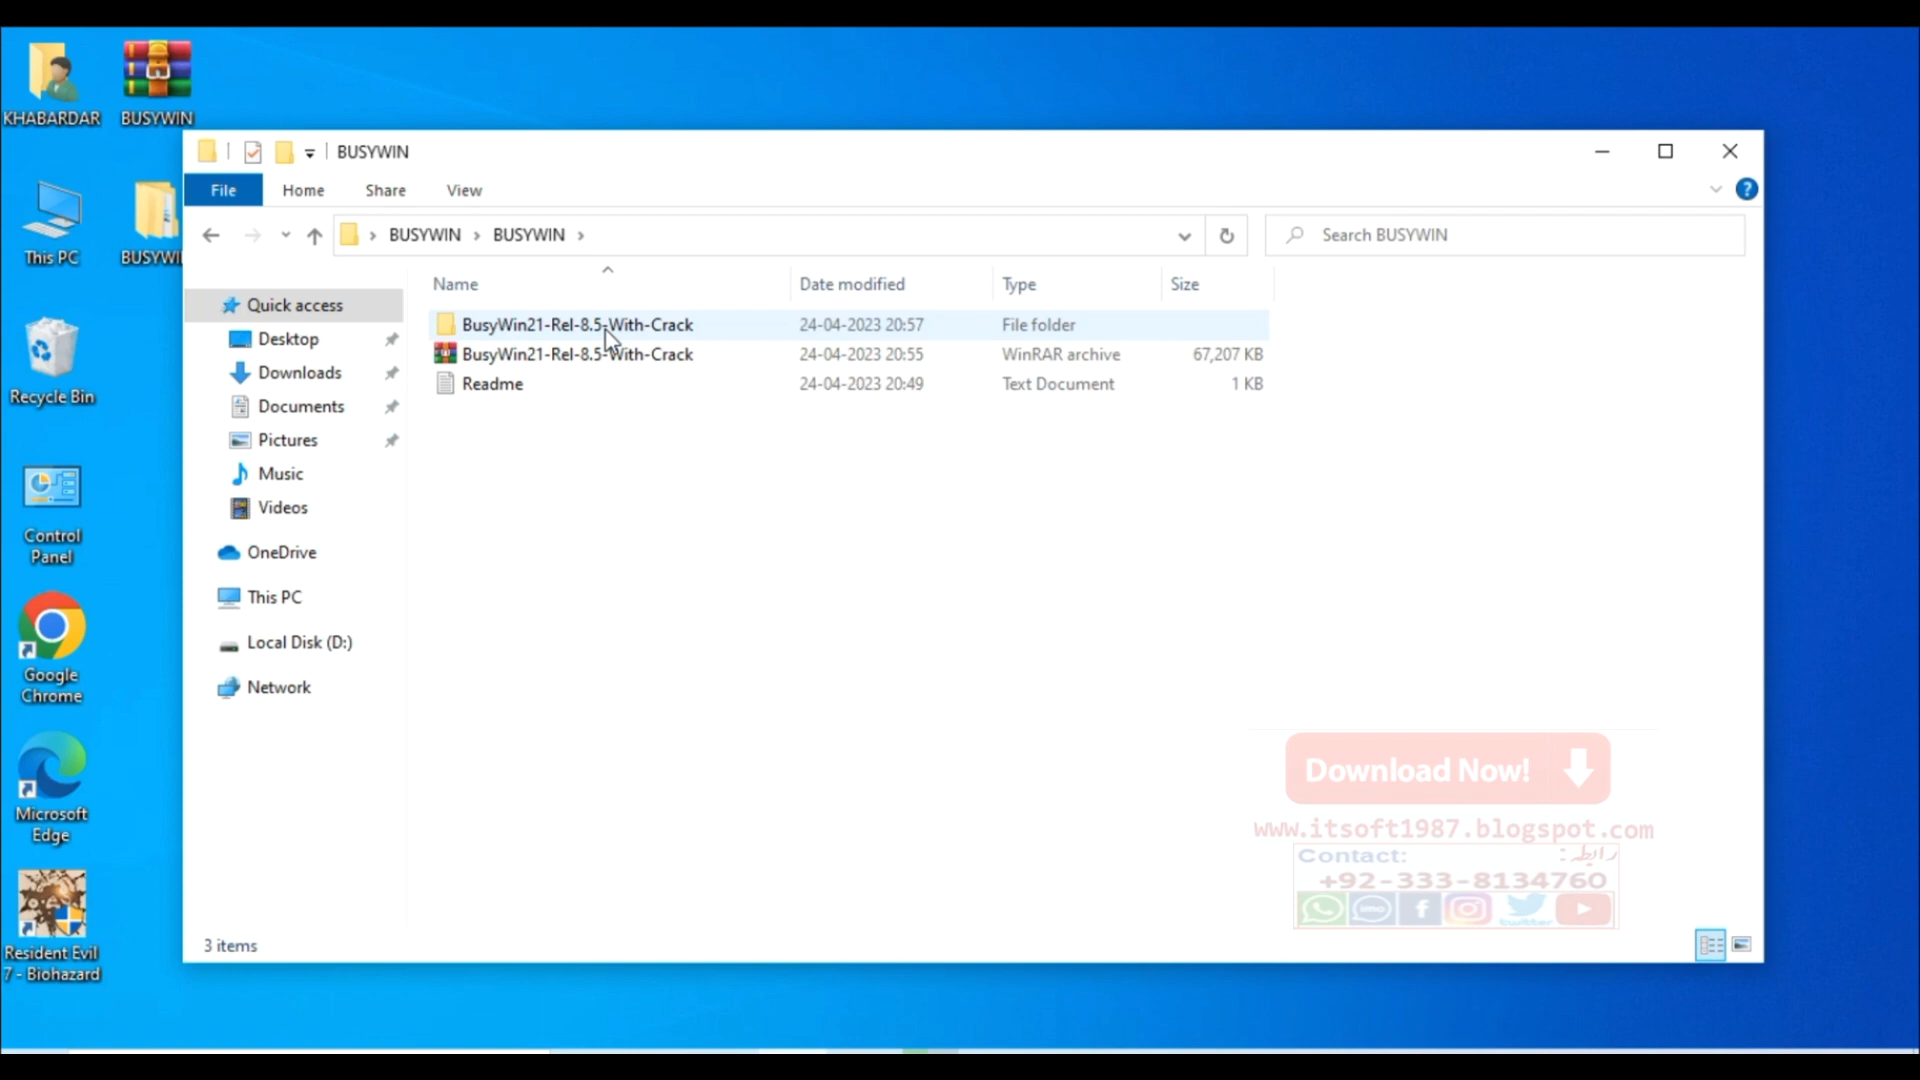 KHABARDAR
BUSYWIN
BUSYWIN
File
Home
Share
View
BUSYWIN
BUSYWIN
Search BUSYWIN
This PC
Name
Date modified
Type
Size
Quick access
BusyWin21-Rel-8.5-With-Crack
24-04-2023 20:57
File folder
Desktop
BusyWin21-Rel-8.5-With-Crack
24-04-2023 20:55
WinRAR archive
67,207 KB
Downloads
Readme
24-04-2023 20:49
Text Document
1 KB
Recycle Bin
Documents
Pictures
Music
Videos
Control
Panel
OneDrive
This PC
Local Disk (D:)
Google
Chrome
Network
Download Now!
www.itsoft1987.blogspot.com
Microsoft
Edge
Contact:
رابطہ:
+92-333-8134760
imo
twitter
3 items
Resident Evil
7 - Biohazard